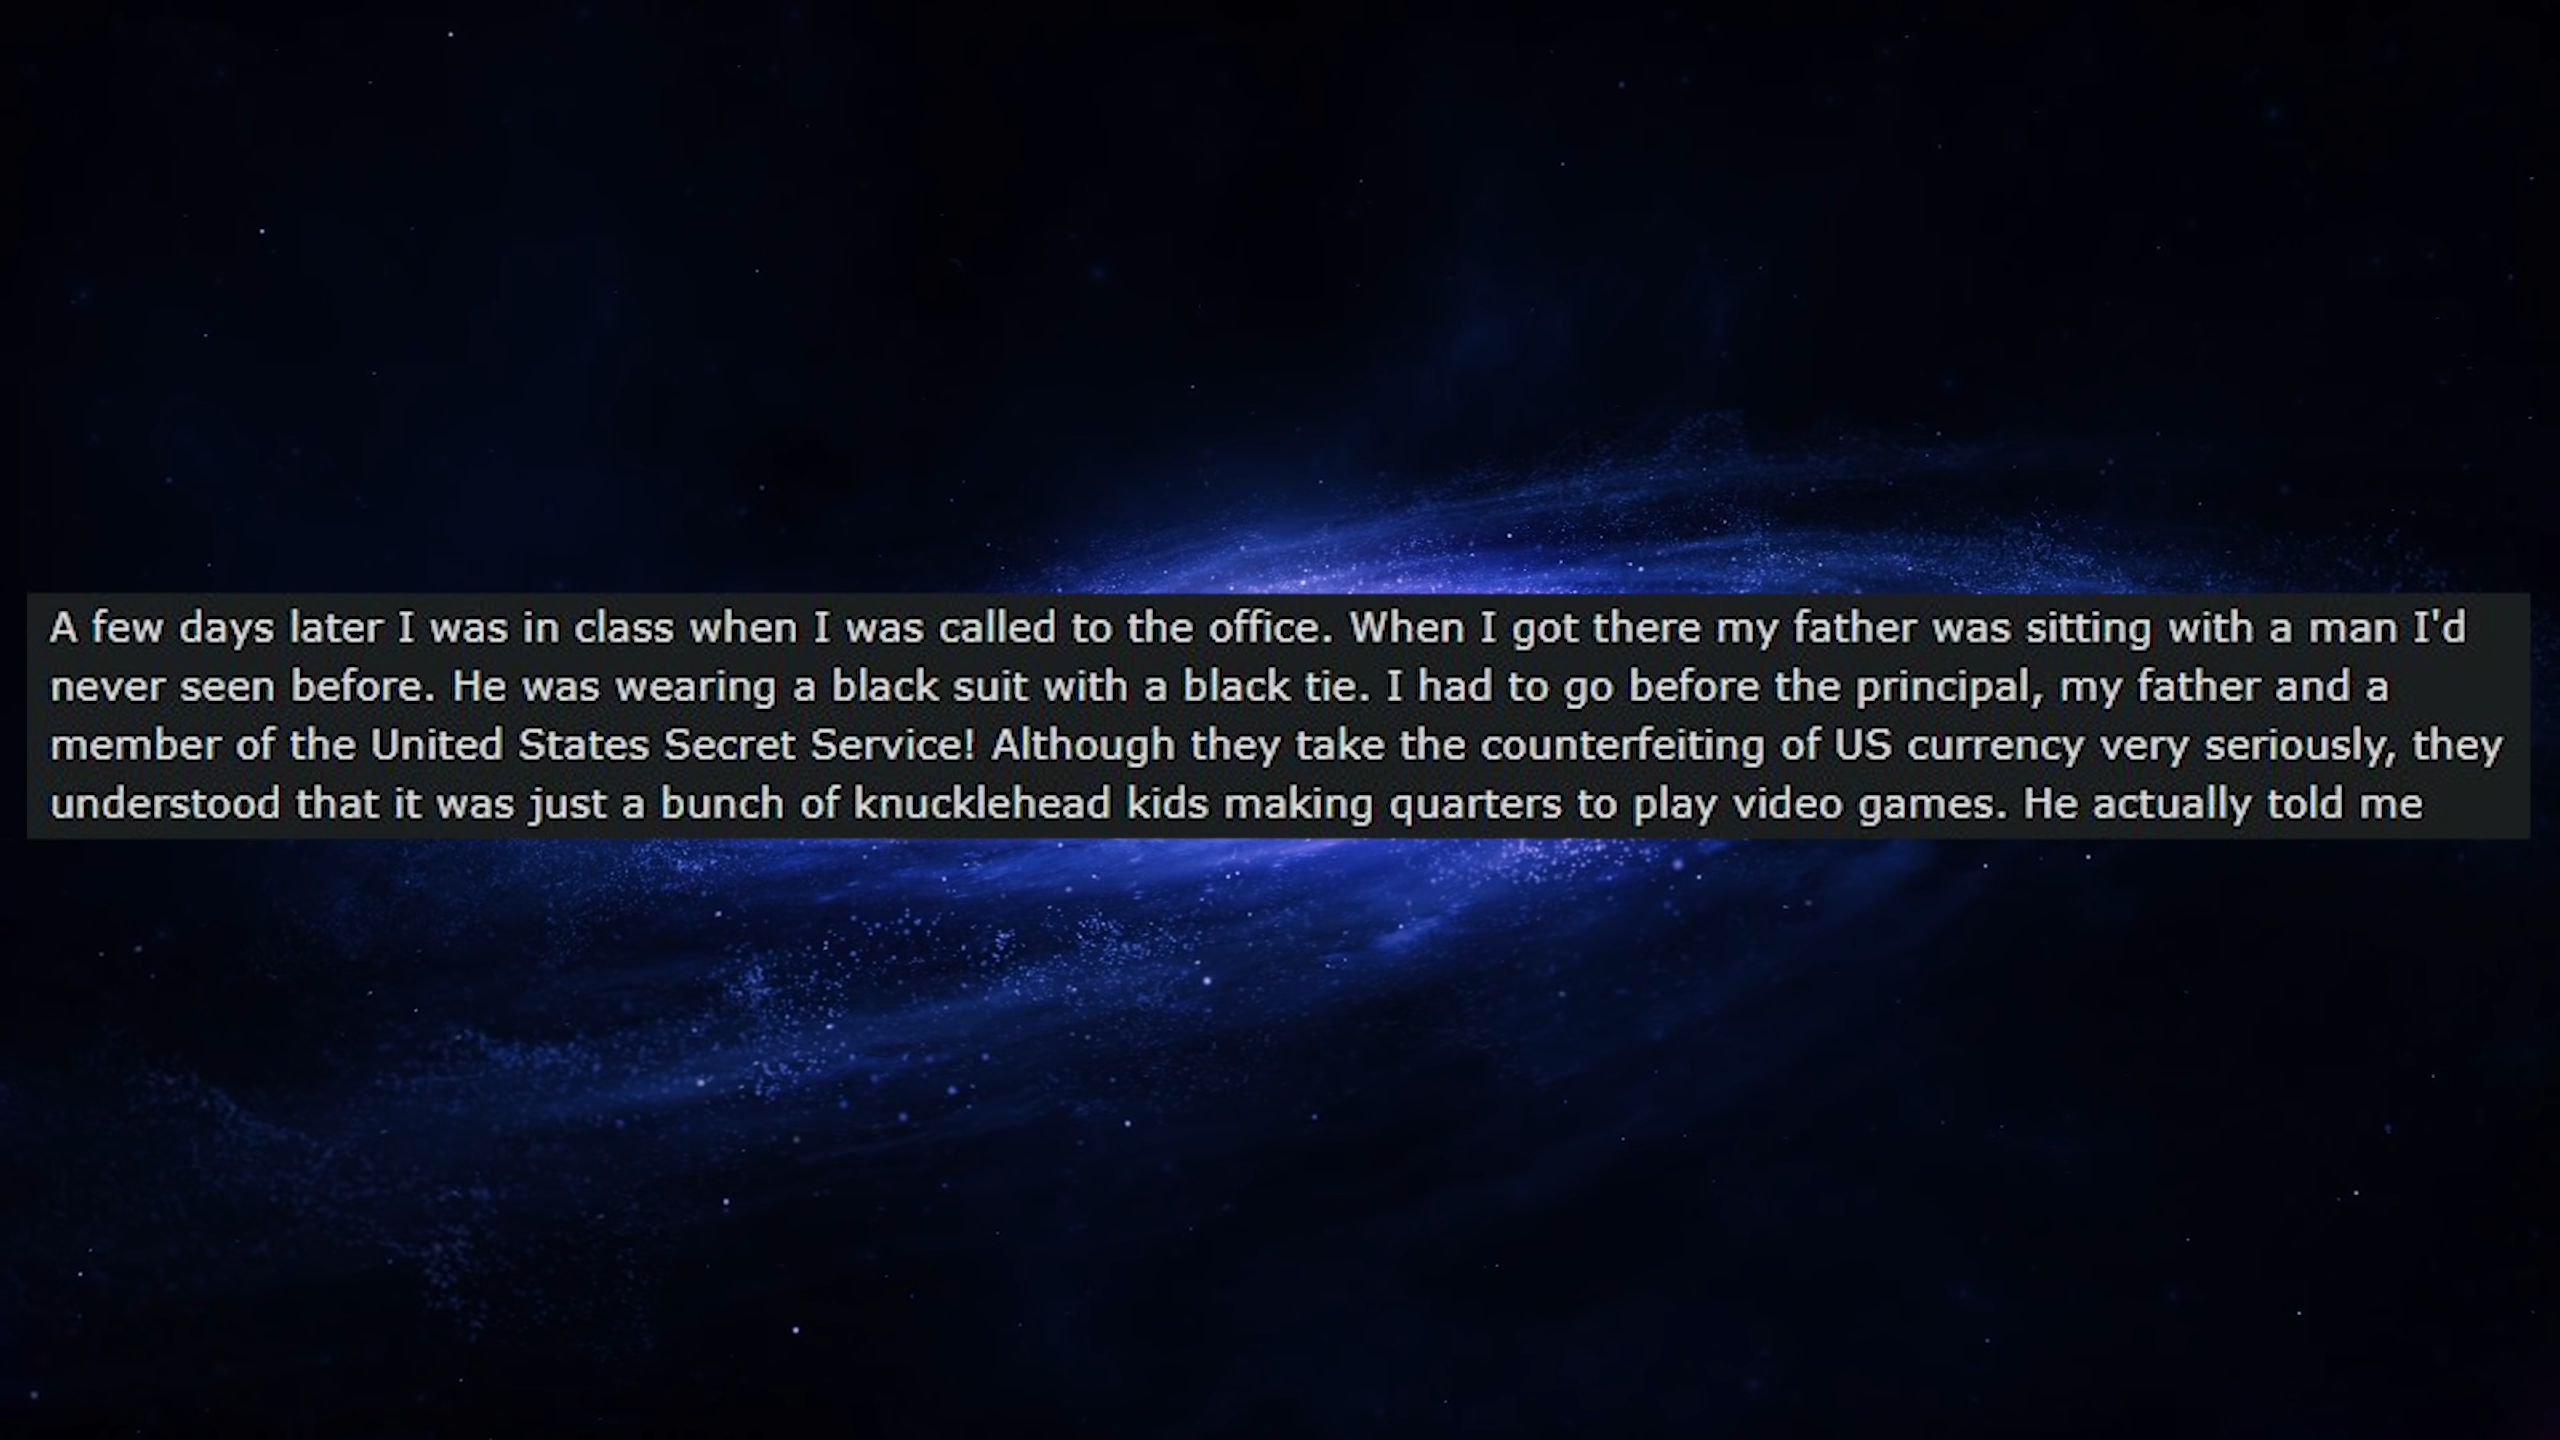 A few days later I was in class when I was called to the office. When I got there my father was sitting with a man I'd
never seen before. He was wearing a black suit with a black tie. I had to go before the principal, my father and a
member of the United States Secret Service! Although they take the counterfeiting of US currency very seriously, they
understood that it was just a bunch of knucklehead kids making quarters to play video games. He actually told me